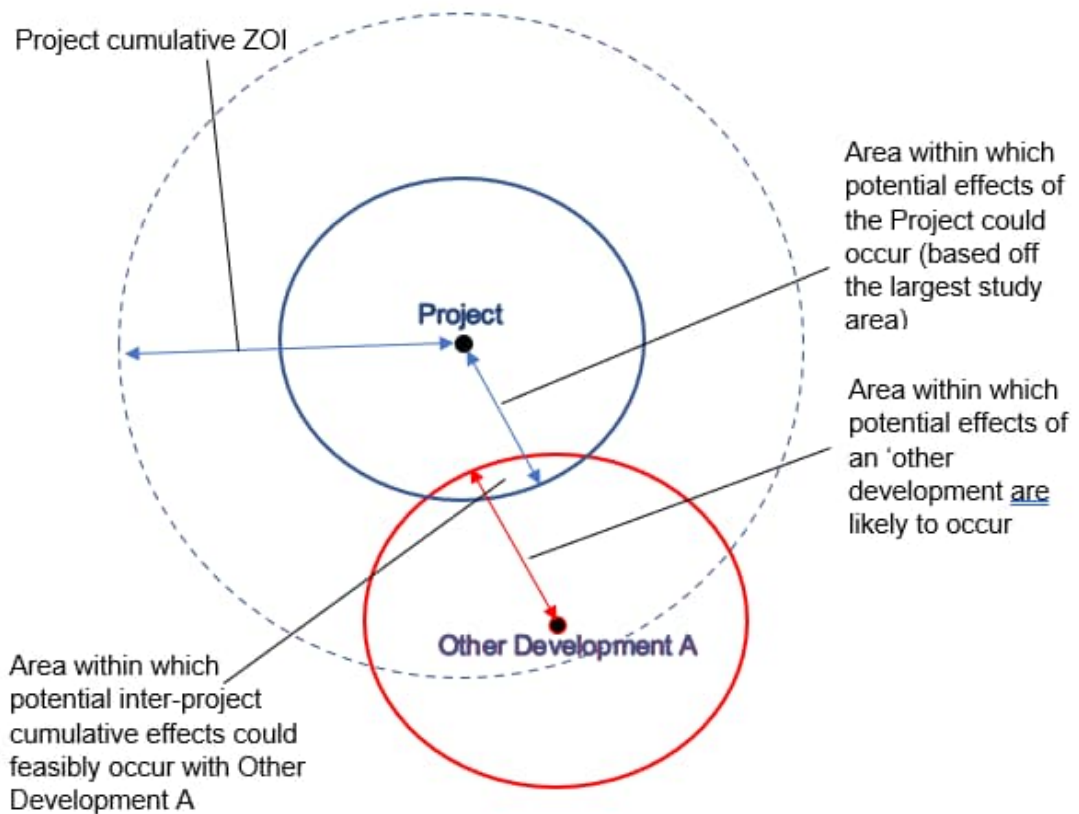 Project cumulative ZOI
Area within which
potential effects of
the Project could
occur (based off
the largest study
area)
Project
Area within which
potential effects of
an ‘other
development are
likely to occur
Other Development A
Area within which
potential inter-project
cumulative effects could
feasibly occur with Other
Development A